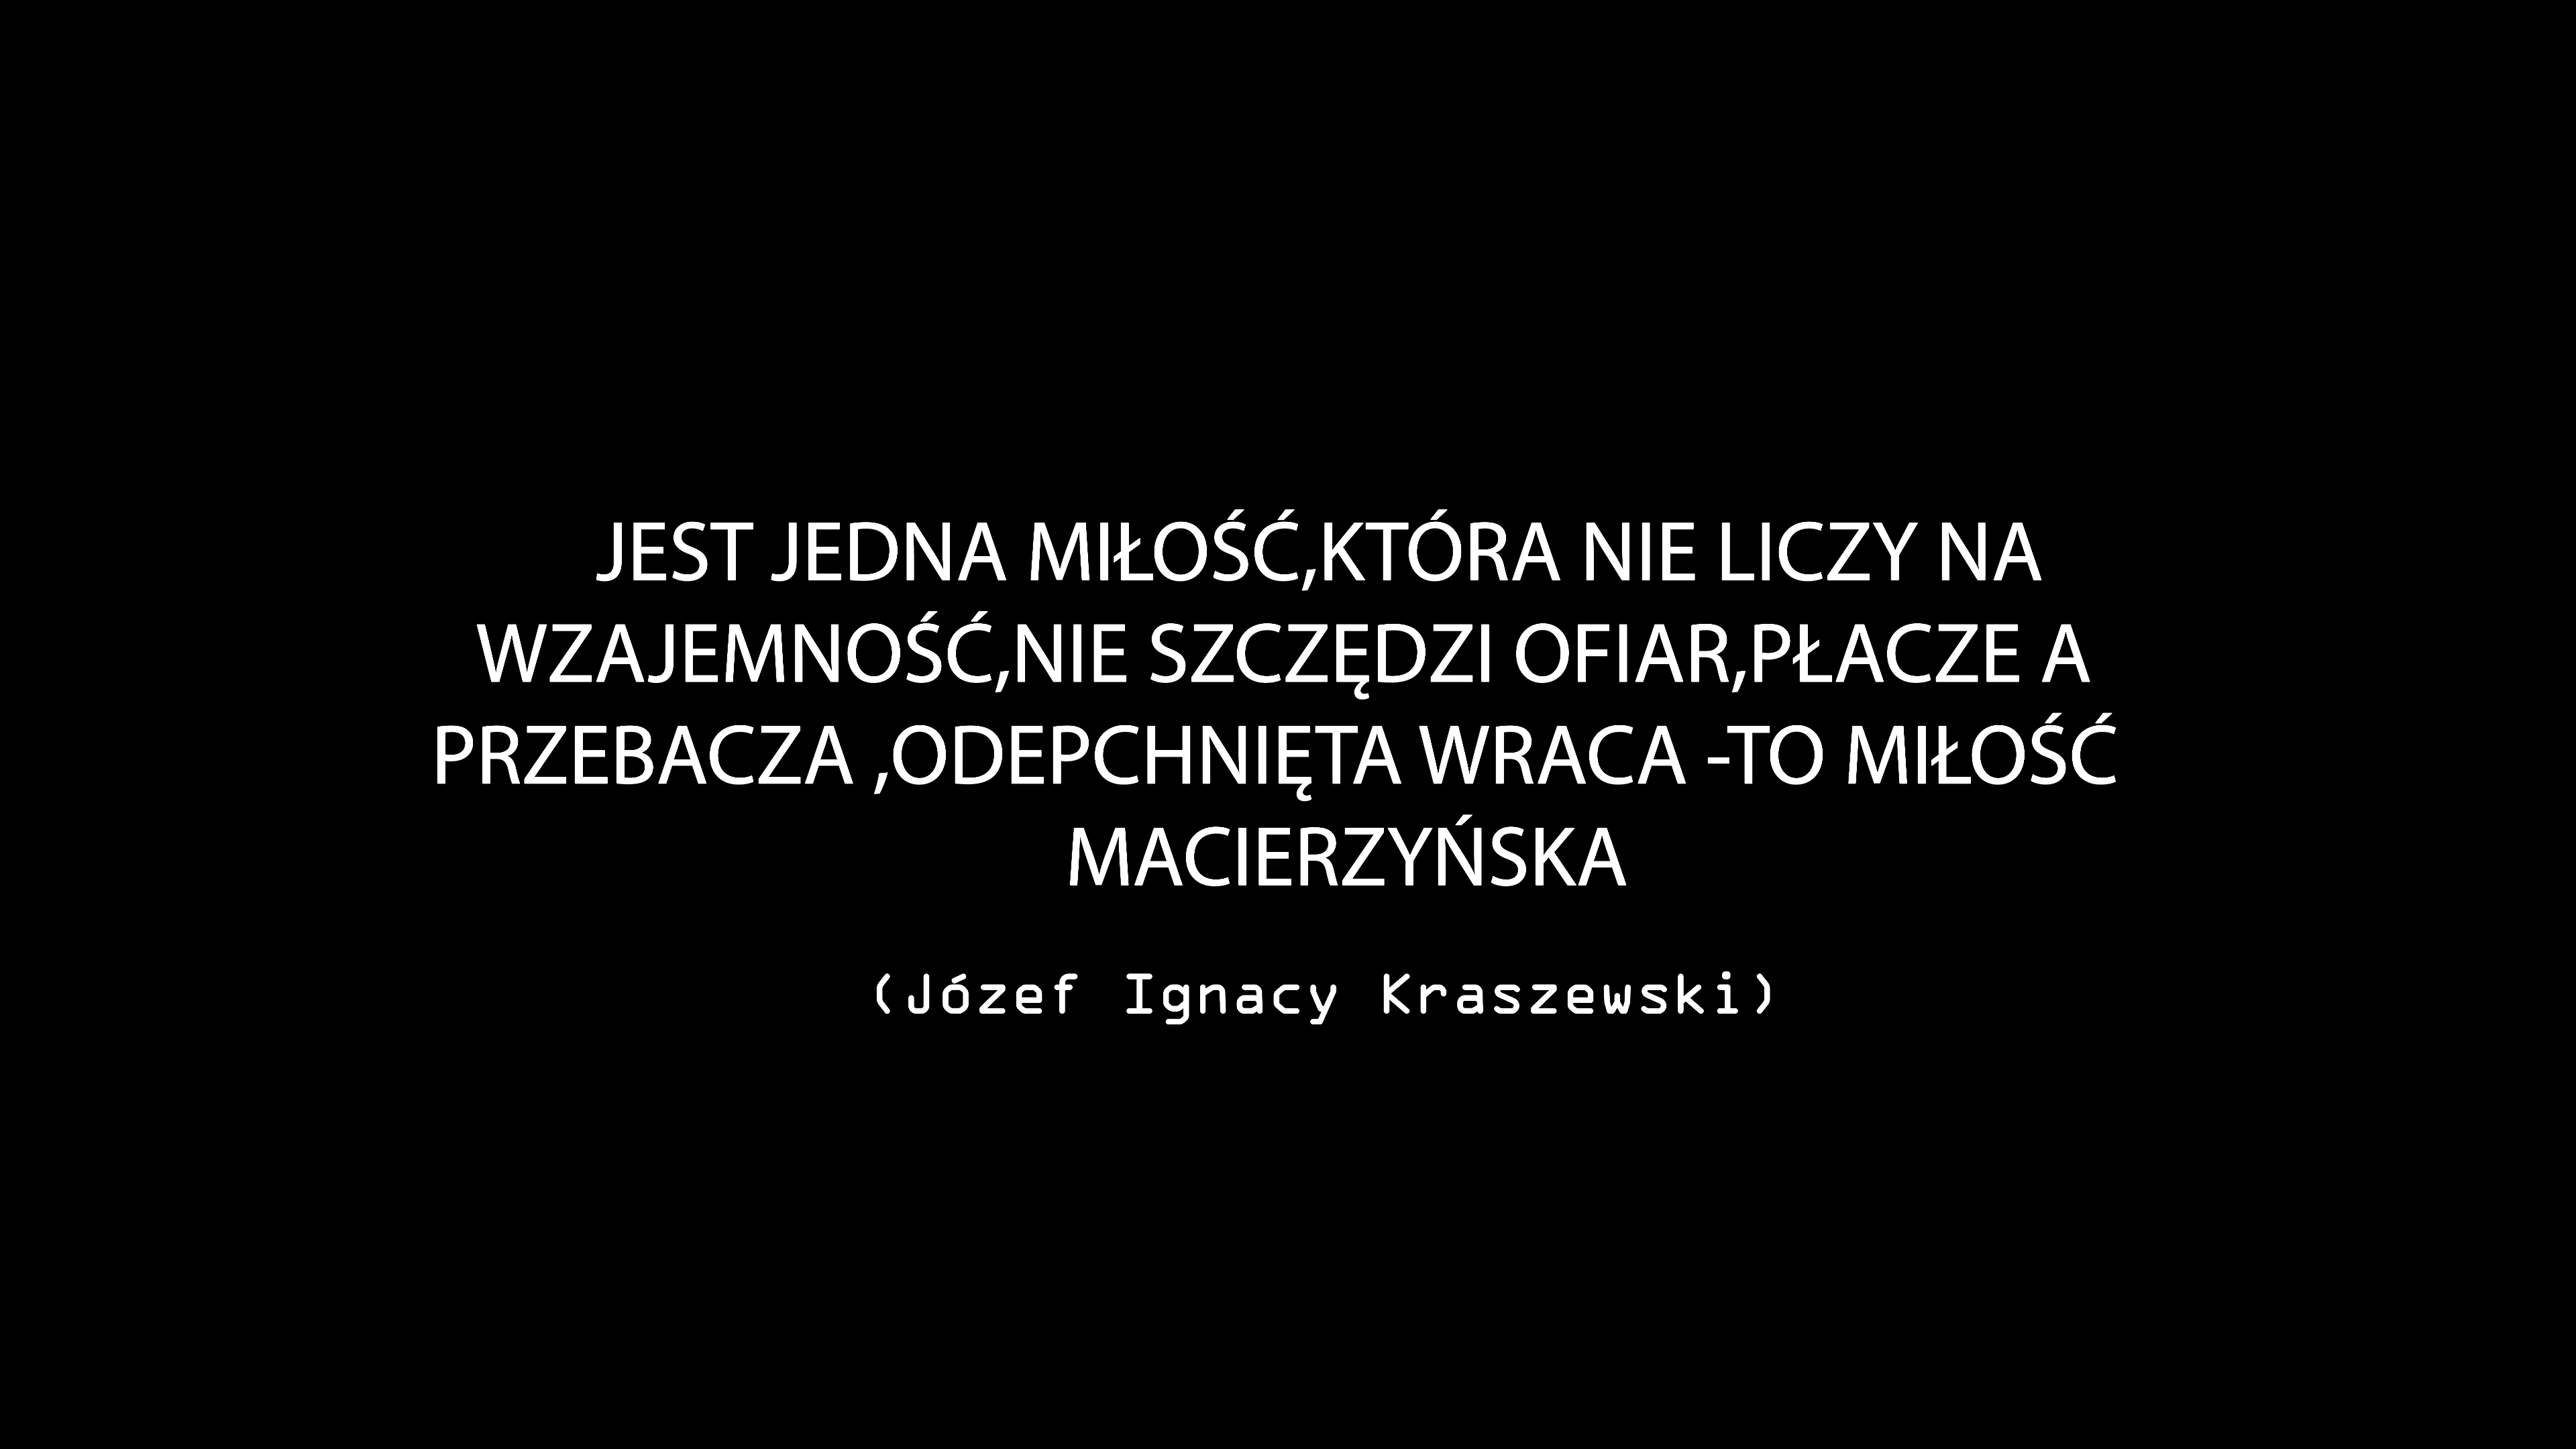 JEST JEDNA MIŁOŚĆ,KTÓRA NIE LICZY NA
WZAJEMNOŚĆ,NIE SZCZĘDZI OFIAR,PŁACZE A
PRZEBACZA ,ODEPCHNIĘTA WRACA -TO MIŁOŚĆ
MACIERZYŃSKA
(Józef Ignacy Kraszewski)